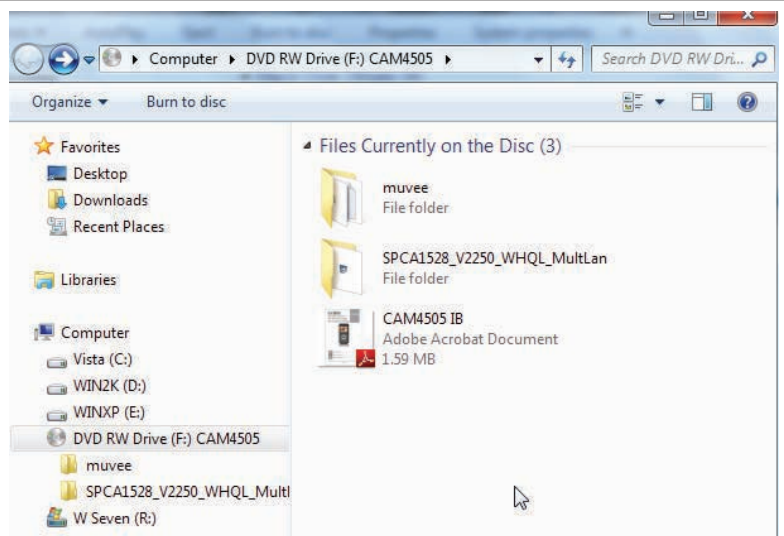 Computer ▸ DVD RW Drive (F:) CAM4505 ▸ Search DVD RW Dri...
Organize Burn to disc
Favorites
Desktop
Downloads
Recent Places
Libraries
Computer
Vista (C:)
WIN2K (D:)
WINXP (E:)
DVD RW Drive (F:) CAM4505
muvee
SPCA1528_V2250_WHQL_Multl
W Seven (R:)
Files Currently on the Disc (3)
muvee
File folder
SPCA1528_V2250_WHQL_MultLan
File folder
CAM4505 IB
Adobe Acrobat Document
1.59 MB